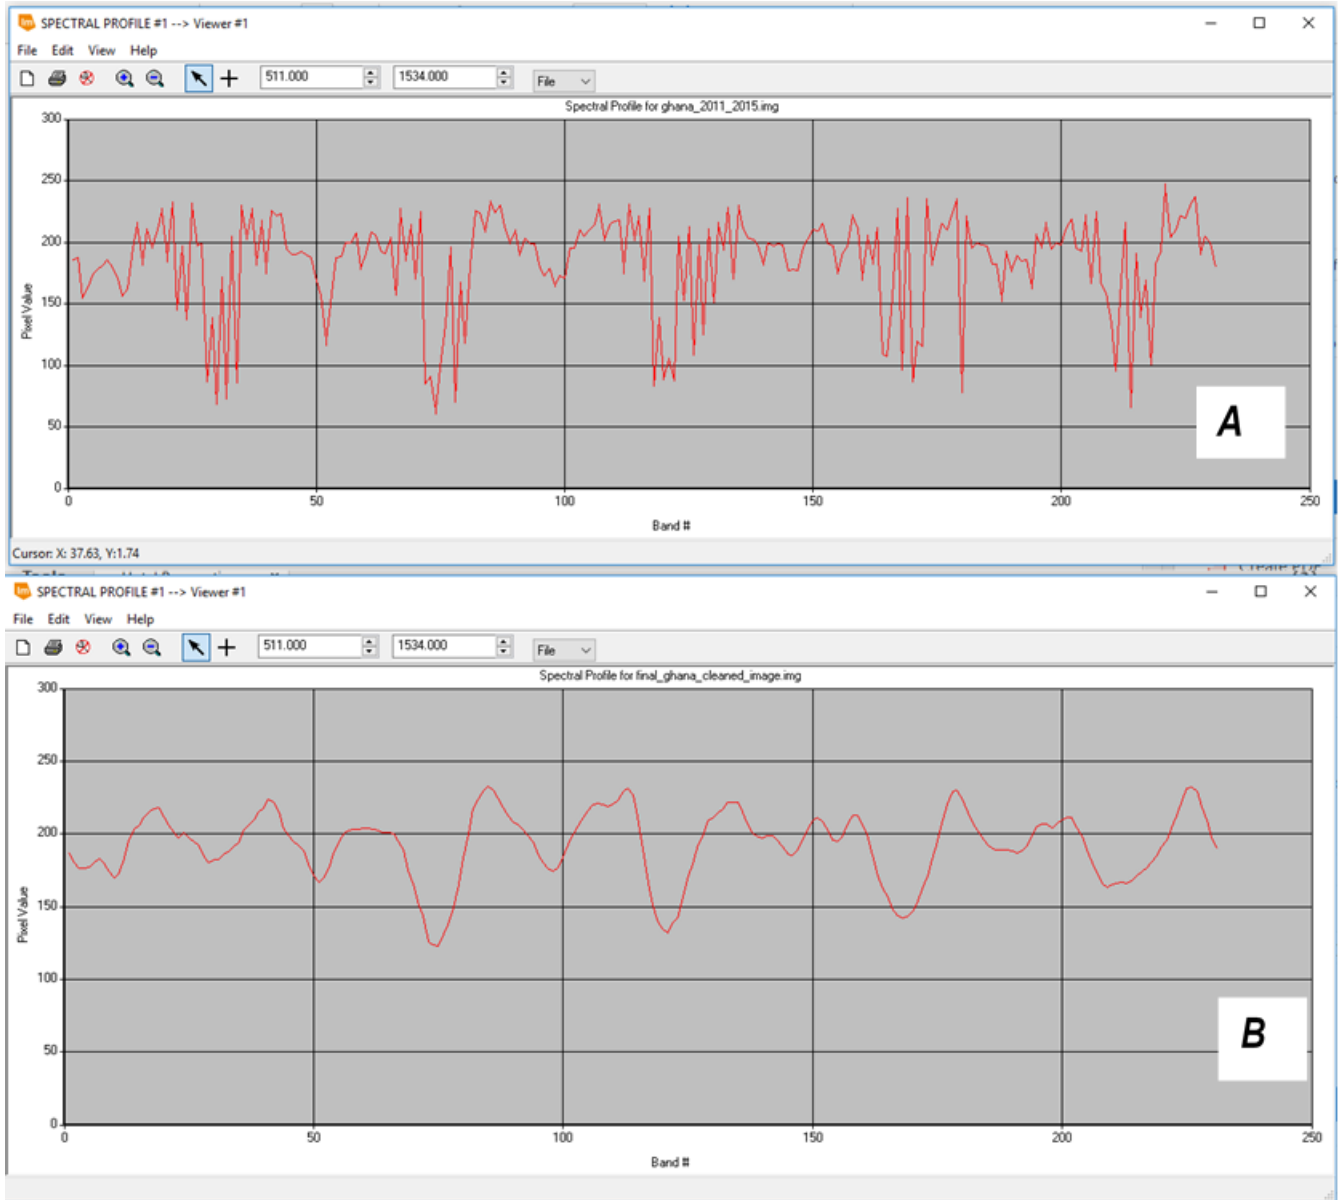 SPECTRAL PROFILE #1 --> Viewer #1
File Edit View Help
511.000 1534.000 File
Spectral Profile for ghana_2011_2015.img
300
250
200
150
100
50
0
Pixel Value
0 50 100 150 200 250
Band #
A
Cursor: X: 37.63, Y:1.74
SPECTRAL PROFILE #1 --> Viewer #1
File Edit View Help
511.000 1534.000 File
Spectral Profile for final_ghana_cleaned_image.img
300
250
200
150
100
50
0
Pixel Value
0 50 100 150 200 250
Band #
B